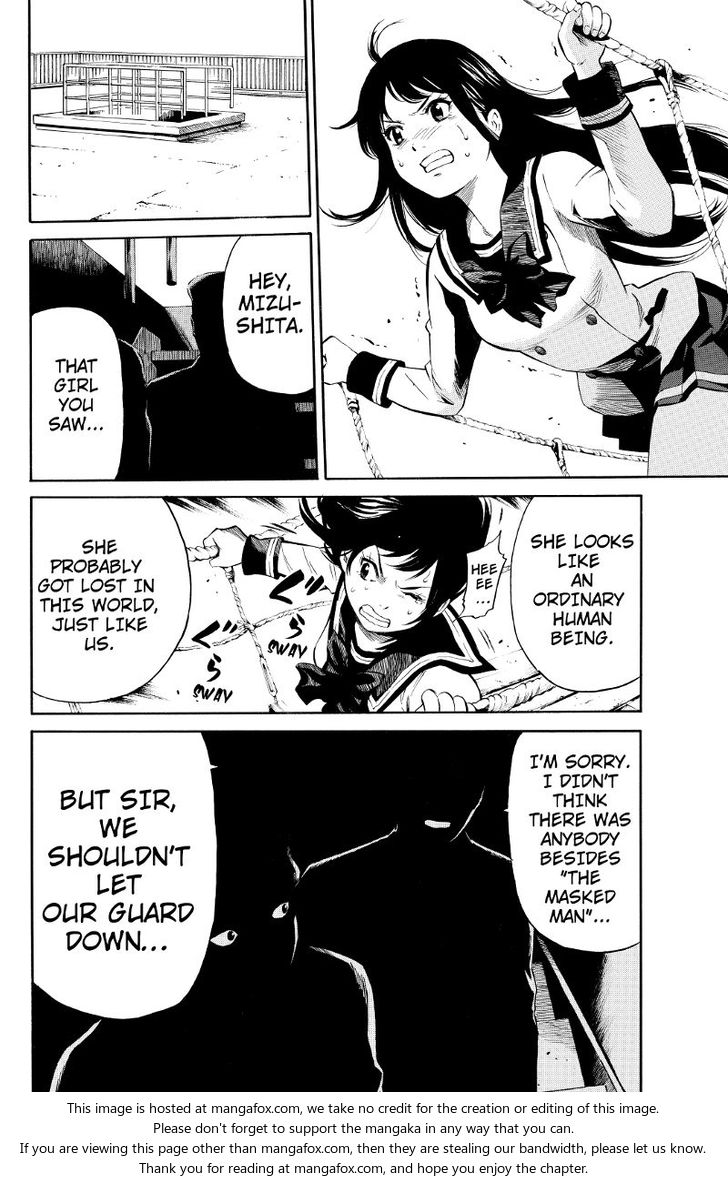 HEY,
MIZU-
SHITA.
THAT
GIRL
YOU
SAW...
SHE LOOKS
LIKE
AN
ORDINARY
HUMAN
BEING.
HEE
EE
...
ぐら
SWAY
ぐら
SWAY
SHE
PROBABLY
GOT LOST IN
THIS WORLD,
JUST LIKE
US.
I'M SORRY.
I DIDN'T
THINK
THERE WAS
ANYBODY
BESIDES
"THE
MASKED
MAN"...
BUT SIR,
WE
SHOULDN'T
LET
OUR GUARD
DOWN...
This image is hosted at mangafox.com, we take no credit for the creation or editing of this image.
Please don't forget to support the mangaka in any way that you can.
If you are viewing this page other than mangafox.com, then they are stealing our bandwidth, please let us know.
Thank you for reading at mangafox.com, and hope you enjoy the chapter.